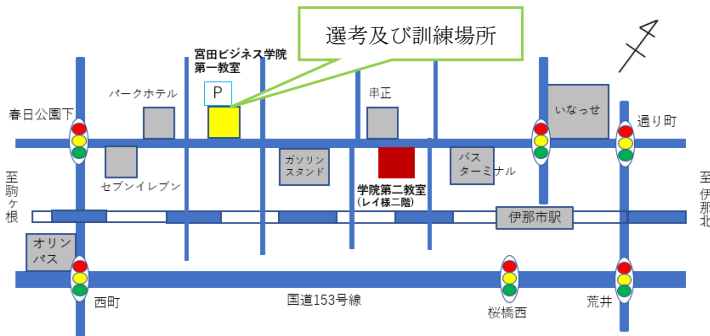 選考及び訓練場所
宮田ビジネス学院
第一教室
P
パークホテル
串正
いなっせ
春日公園下
通り町
セブンイレブン
ガソリン
スタンド
学院第二教室
(レイ様二階)
バス
ターミナル
至駒ヶ根
至伊那北
伊那市駅
オリン
パス
西町
国道153号線
桜橋西
荒井